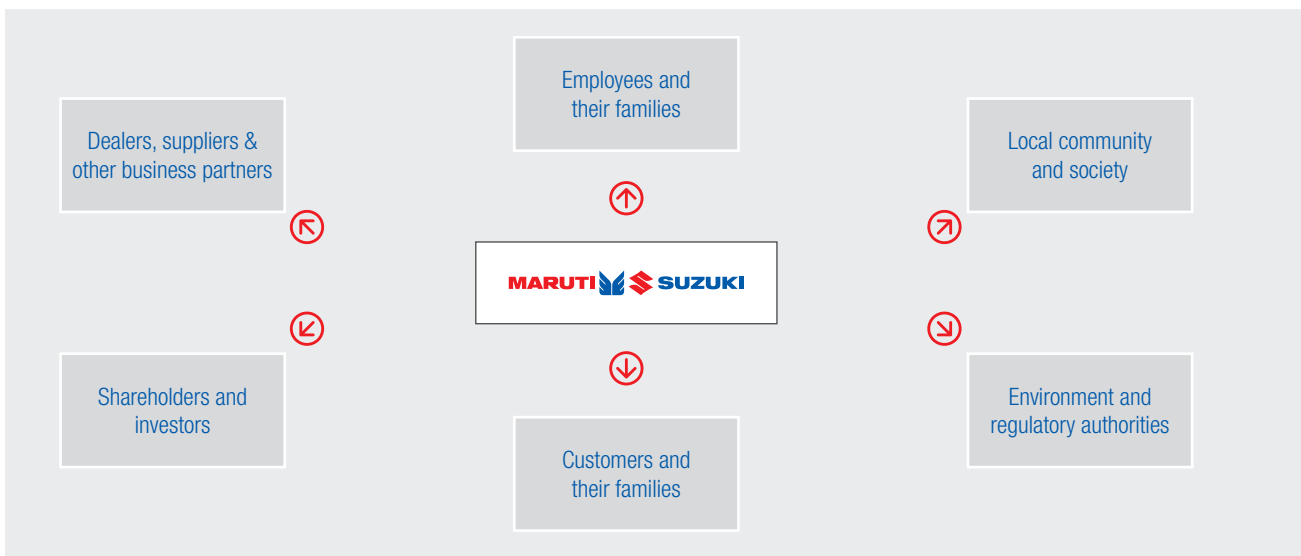 Employees and
their families
Dealers, suppliers &
other business partners
Local community
and society
MARUTI SUZUKI
Shareholders and
investors
Environment and
regulatory authorities
Customers and
their families